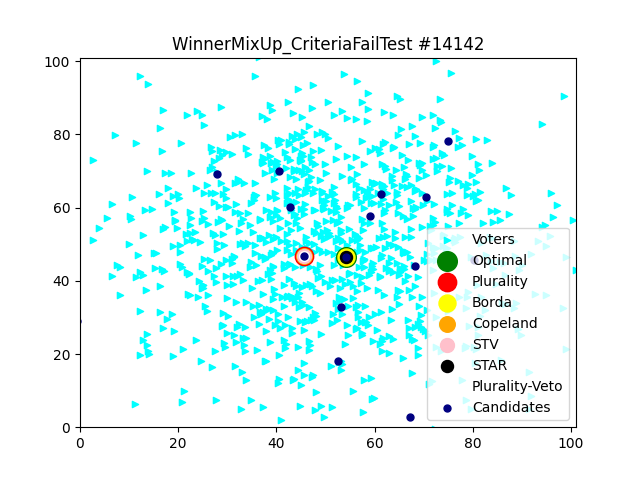 WinnerMixUp_CriteriaFailTest #14142
100
80
60
40
20
0
0
20
40
60
80
100
Voters
Optimal
Plurality
Borda
Copeland
STV
STAR
Plurality-Veto
Candidates